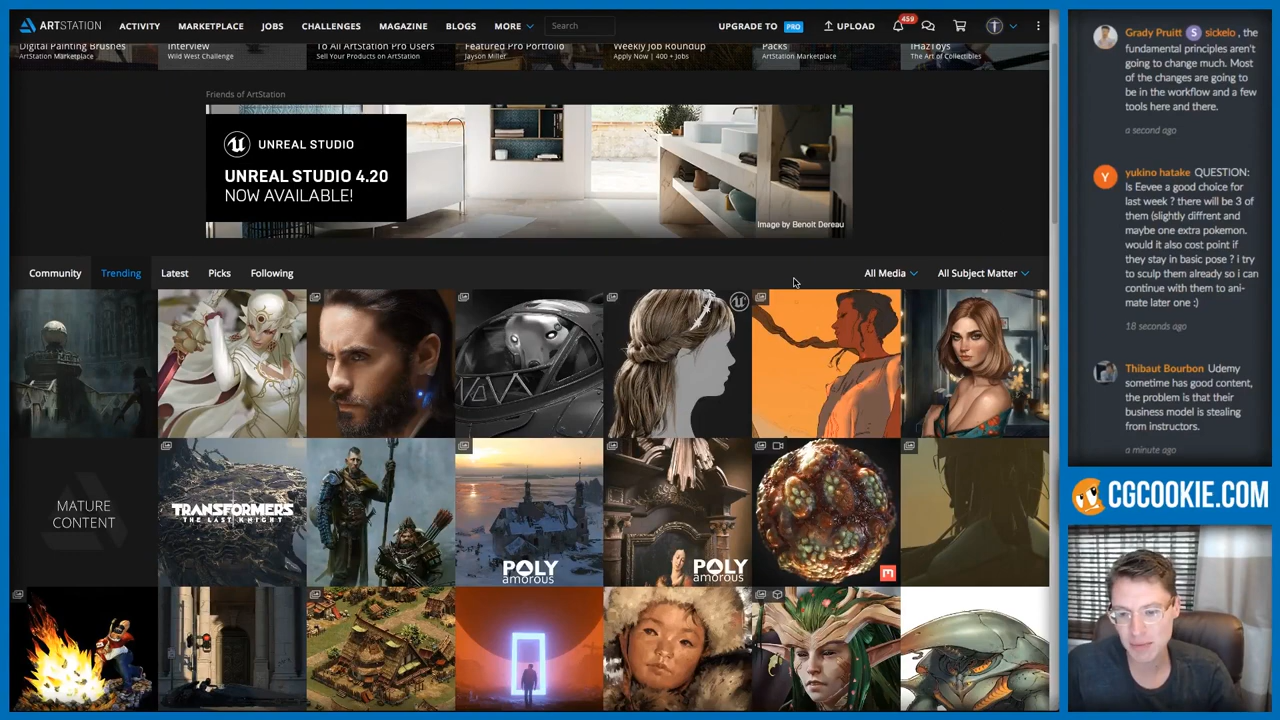 ARTSTATION
ACTIVITY
MARKETPLACE
JOBS
CHALLENGES
MAGAZINE
BLOGS
MORE
Search
UPGRADE TO PRO
UPLOAD
459
Digital Painting Brushes
ArtStation Marketplace
Interview
Wild West Challenge
To All ArtStation Pro Users
Sell Your Products on ArtStation
Featured Pro Portfolio
Jayson Miller
Weekly Job Roundup
Apply Now | 400 + jobs
Packs
ArtStation Marketplace
IHazToys
The Art of Collectibles
Friends of ArtStation
UNREAL STUDIO
UNREAL STUDIO 4.20
NOW AVAILABLE!
Image by Benoit Dereau
Community
Trending
Latest
Picks
Following
All Media
All Subject Matter
MATURE
CONTENT
TRANSFORMERS
THE LAST KNIGHT
POLY
amorous
POLY
amorous
Grady Pruitt S sickelo , the
fundamental principles aren't
going to change much. Most
of the changes are going to
be in the workflow and a few
tools here and there.
a second ago
Y
yukino hatake QUESTION:
Is Eevee a good choice for
last week ? there will be 3 of
them (slightly diffrent and
maybe one extra pokemon.
would it also cost point if
they stay in basic pose ? i try
to sculp them already so i can
continue with them to ani-
mate later one :)
18 seconds ago
Thibaut Bourbon Udemy
sometime has good content,
the problem is that their
business model is stealing
from instructors.
a minute ago
CGCOOKIE.COM